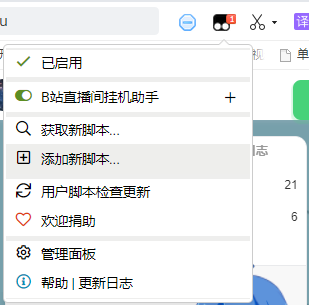 u
1
译
已启用
视
单
B站直播间挂机助手
获取新脚本...
添加新脚本...
志
用户脚本检查更新
21
欢迎捐助
6
管理面板
帮助 | 更新日志